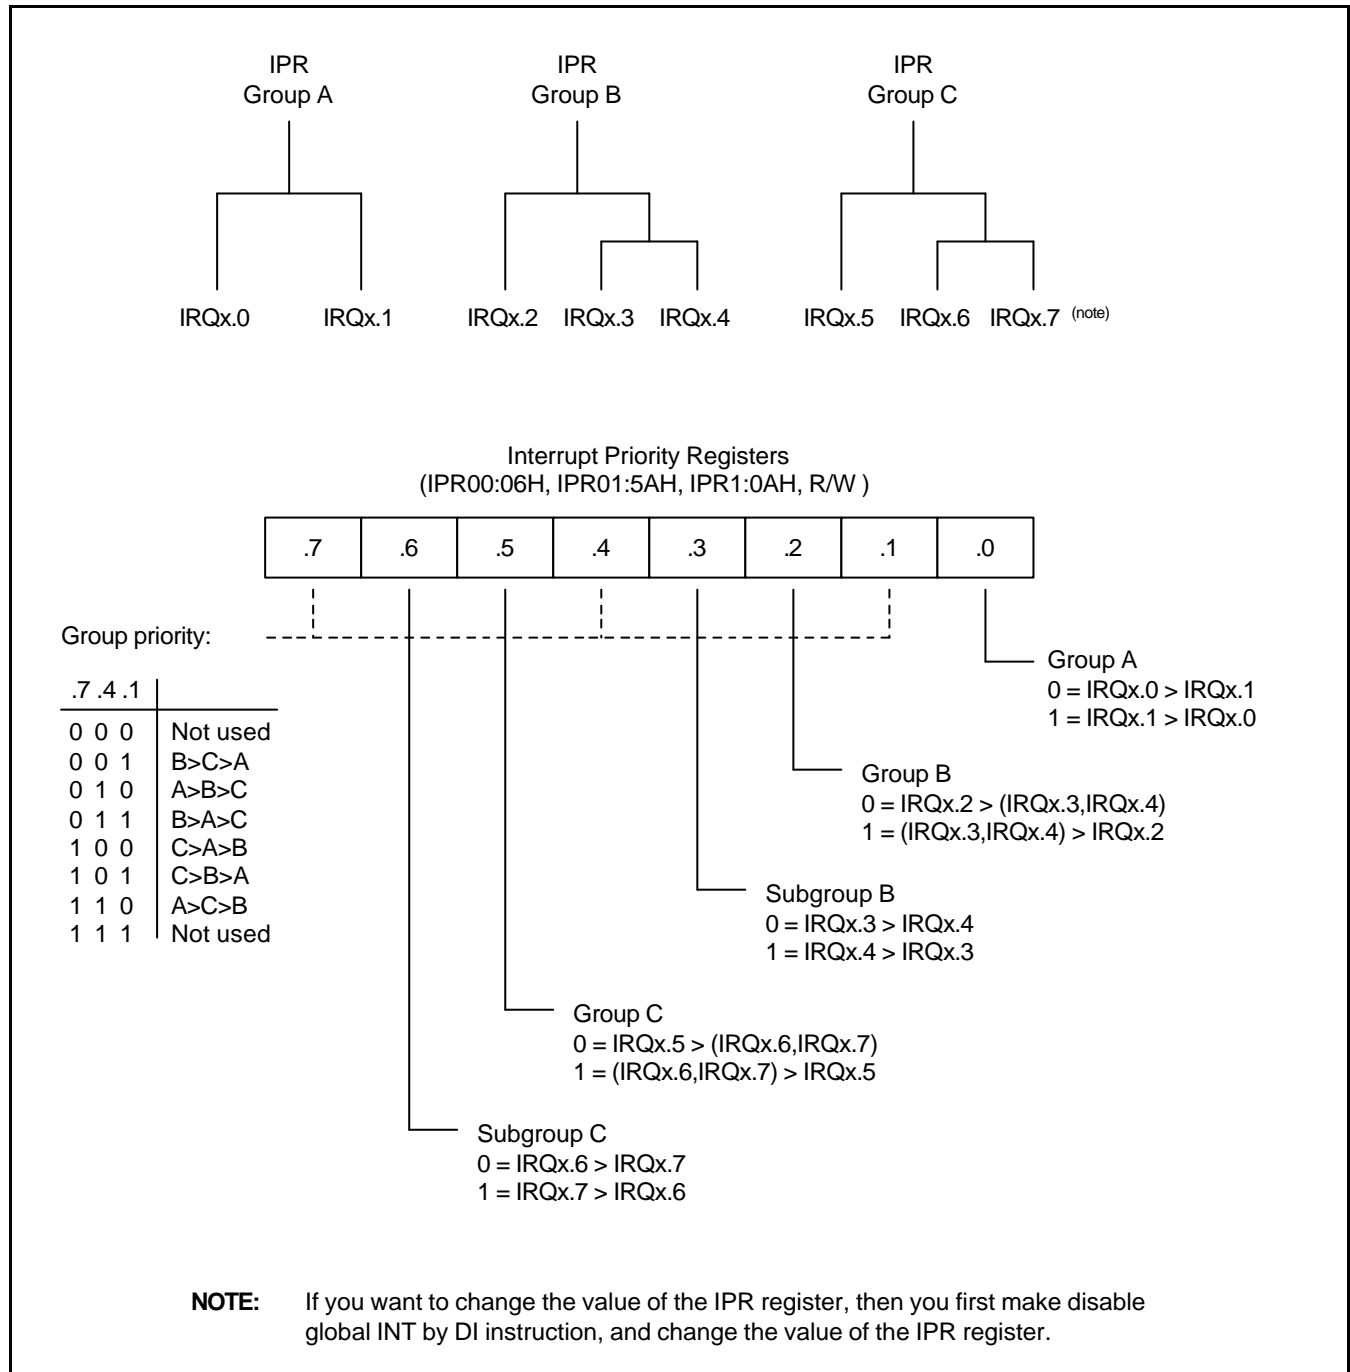 IPR
Group A
IPR
Group B
IPR
Group C
IRQx.0
IRQx.1
IRQx.2
IRQx.3
IRQx.4
IRQx.5
IRQx.6
IRQx.7 (note)
Interrupt Priority Registers
(IPR00:06H, IPR01:5AH, IPR1:0AH, R/W )
.7 .6 .5 .4 .3 .2 .1 .0
Group priority:
.7 .4 .1
0 0 0 Not used
0 0 1 B>C>A
0 1 0 A>B>C
0 1 1 B>A>C
1 0 0 C>A>B
1 0 1 C>B>A
1 1 0 A>C>B
1 1 1 Not used
Group A
0 = IRQx.0 > IRQx.1
1 = IRQx.1 > IRQx.0
Group B
0 = IRQx.2 > (IRQx.3,IRQx.4)
1 = (IRQx.3,IRQx.4) > IRQx.2
Subgroup B
0 = IRQx.3 > IRQx.4
1 = IRQx.4 > IRQx.3
Group C
0 = IRQx.5 > (IRQx.6,IRQx.7)
1 = (IRQx.6,IRQx.7) > IRQx.5
Subgroup C
0 = IRQx.6 > IRQx.7
1 = IRQx.7 > IRQx.6
NOTE: If you want to change the value of the IPR register, then you first make disable
global INT by DI instruction, and change the value of the IPR register.